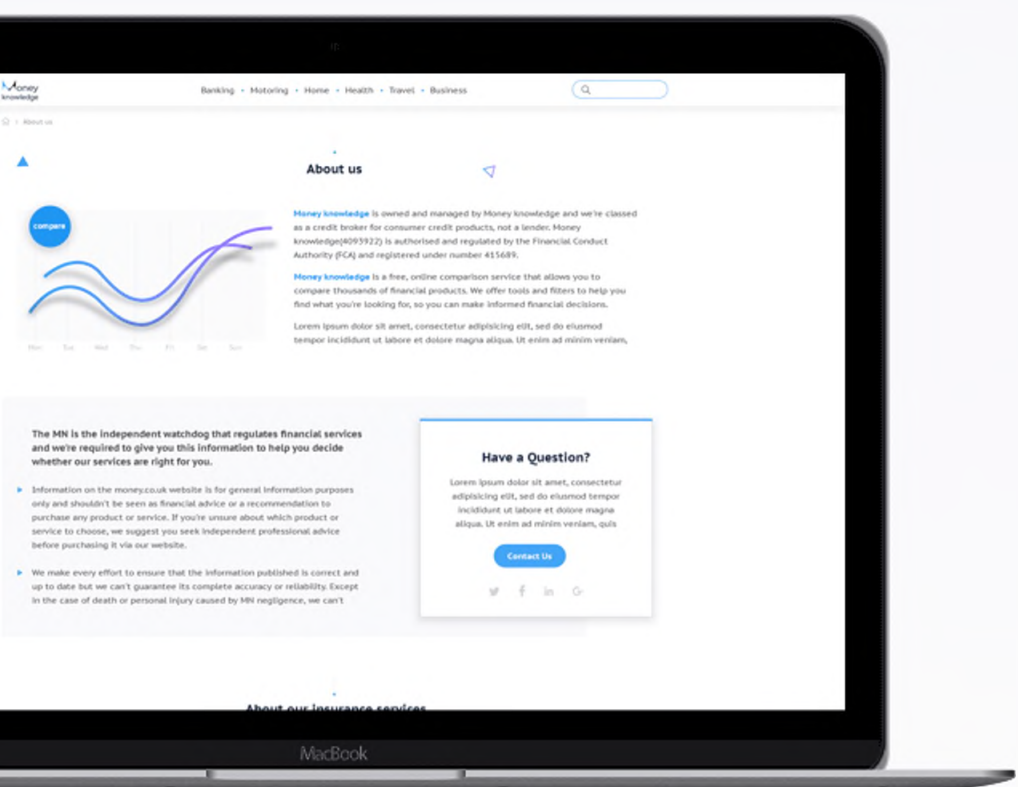 Money
knowledge
Banking • Motoring • Home • Health • Travel • Business
About us
About us
compare
Mon Tue Wed Thu Fri Sat Sun
Money knowledge is owned and managed by Money knowledge and we're classed
as a credit broker for consumer credit products, not a lender. Money
knowledge(4093922) is authorised and regulated by the Financial Conduct
Authority (FCA) and registered under number 415689.
Money knowledge is a free, online comparison service that allows you to
compare thousands of financial products. We offer tools and filters to help you
find what you're looking for, so you can make informed financial decisions.
Lorem ipsum dolor sit amet, consectetur adipisicing elit, sed do eiusmod
tempor incididunt ut labore et dolore magna aliqua. Ut enim ad minim veniam,
The MN is the independent watchdog that regulates financial services
and we're required to give you this information to help you decide
whether our services are right for you.
Information on the money.co.uk website is for general information purposes
only and shouldn't be seen as financial advice or a recommendation to
purchase any product or service. If you're unsure about which product or
service to choose, we suggest you seek independent professional advice
before purchasing it via our website.
We make every effort to ensure that the information published is correct and
up to date but we can't guarantee its complete accuracy or reliability. Except
in the case of death or personal injury caused by MN negligence, we can't
Have a Question?
Lorem ipsum dolor sit amet, consectetur
adipisicing elit, sed do eiusmod tempor
incididunt ut labore et dolore magna
aliqua. Ut enim ad minim veniam, quis
Contact Us
About our insurance services
MacBook